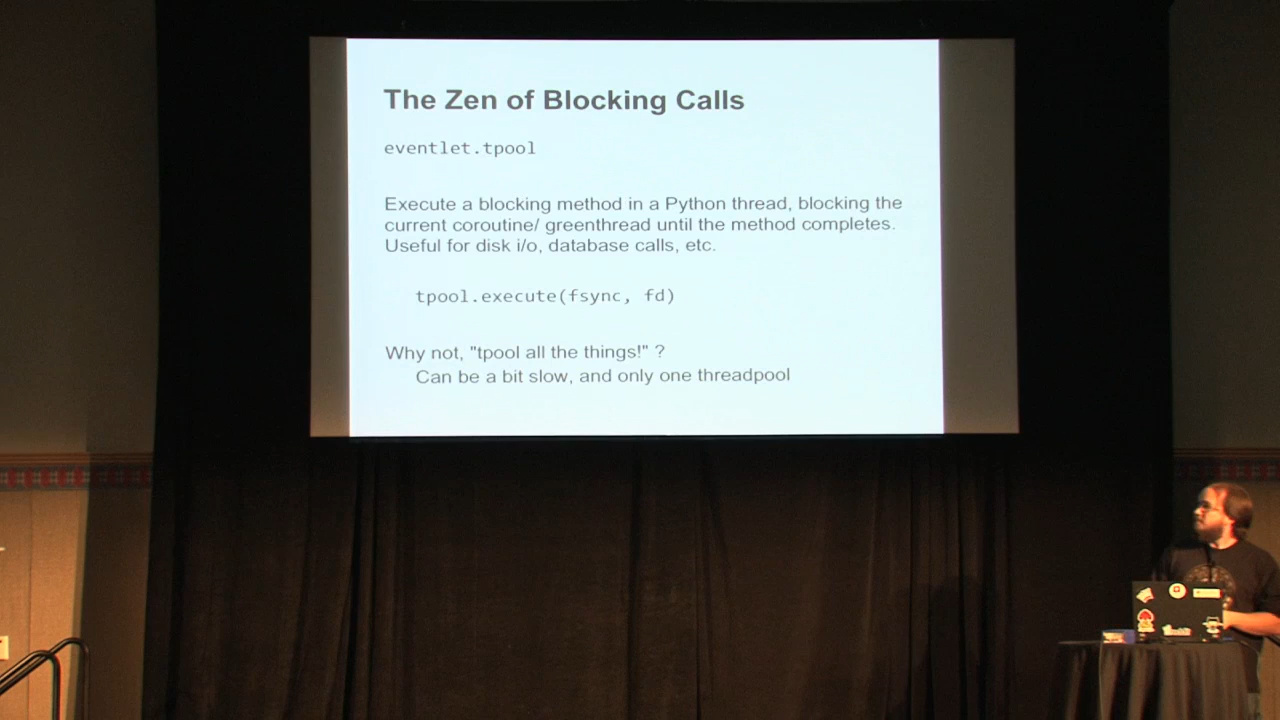 The Zen of Blocking Calls
eventlet.tpool
Execute a blocking method in a Python thread, blocking the
current coroutine/ greenthread until the method completes.
Useful for disk i/o, database calls, etc.
tpool.execute(fsync, fd)
Why not, "tpool all the things!" ?
Can be a bit slow, and only one threadpool